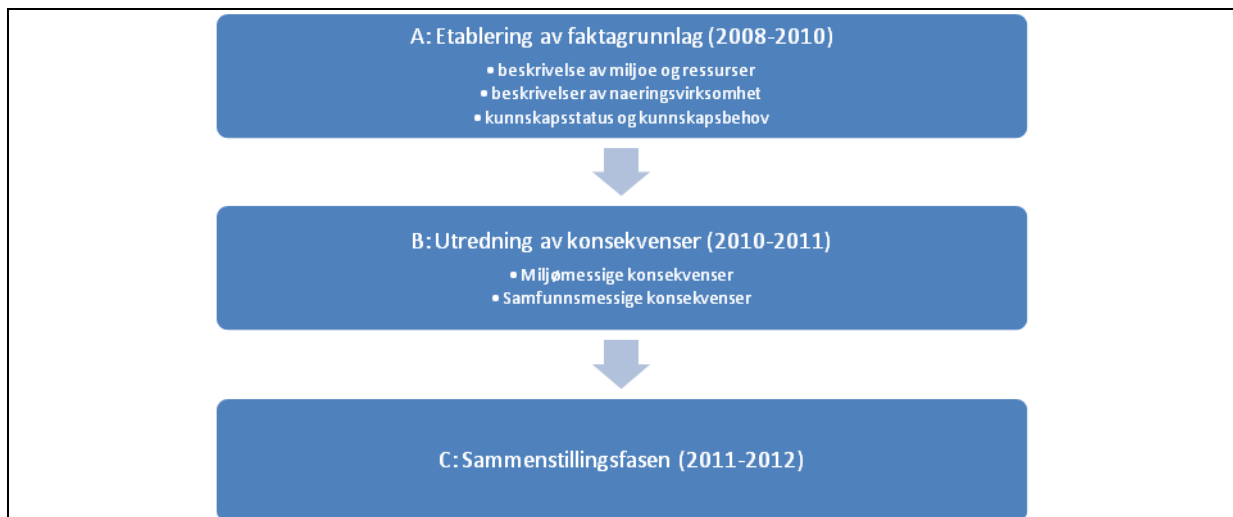 A: Etablering av faktagrunnlag (2008-2010)
• beskrivelse av miljoe og ressurser
• beskrivelser av naeringsvirksomhet
• kunnskapsstatus og kunnskapsbehov
B: Utredning av konsekvenser (2010-2011)
• Miljømessige konsekvenser
• Samfunnsmessige konsekvenser
C: Sammenstillingsfasen (2011-2012)